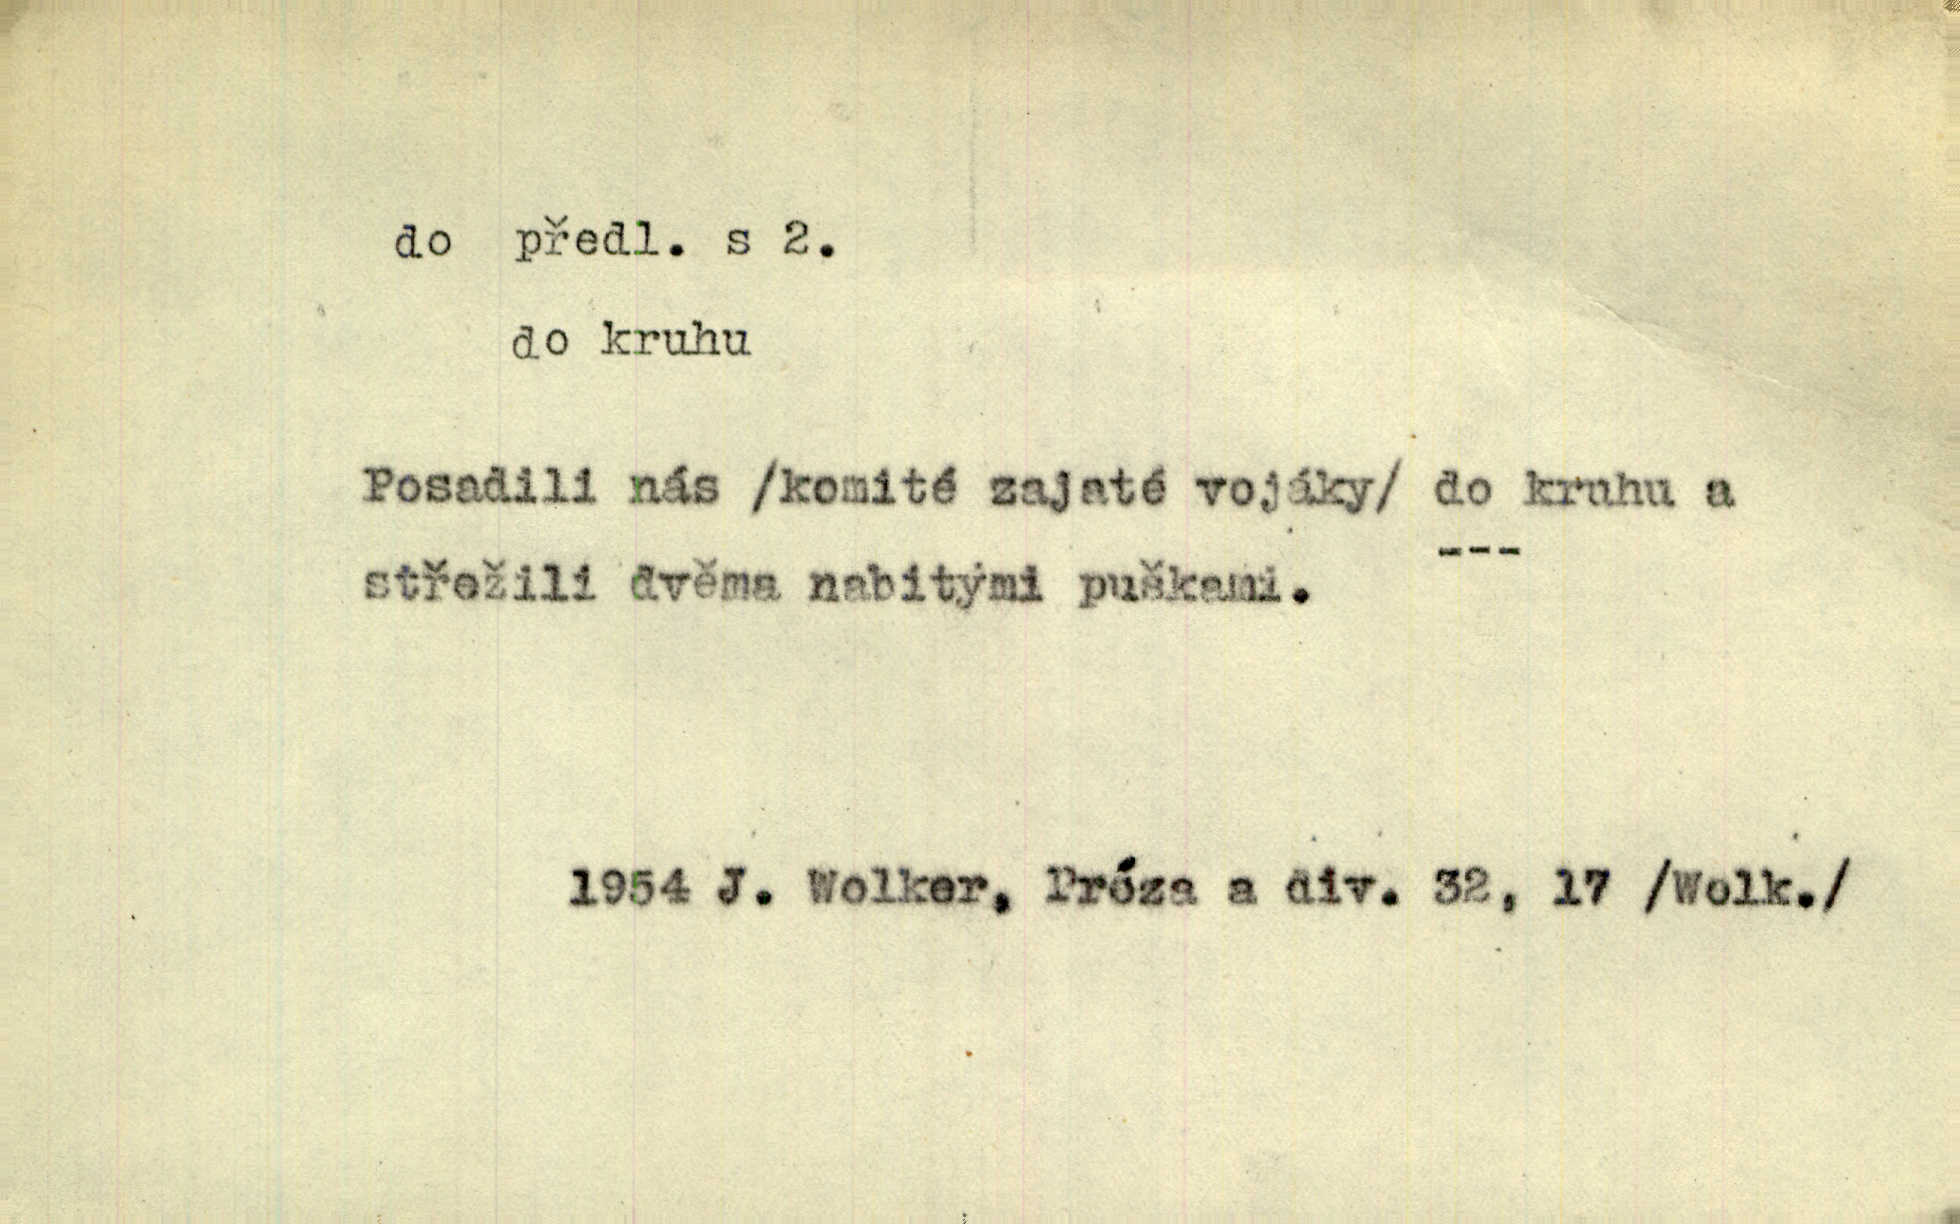 do předl. s 2.
do kruhu
Posadili nás /komité zajaté vojáky/ do kruhu a
---
střežili dvěma nabitými puškami.
1954 J. Wolker, Próza a div. 32, 17 /Wolk./